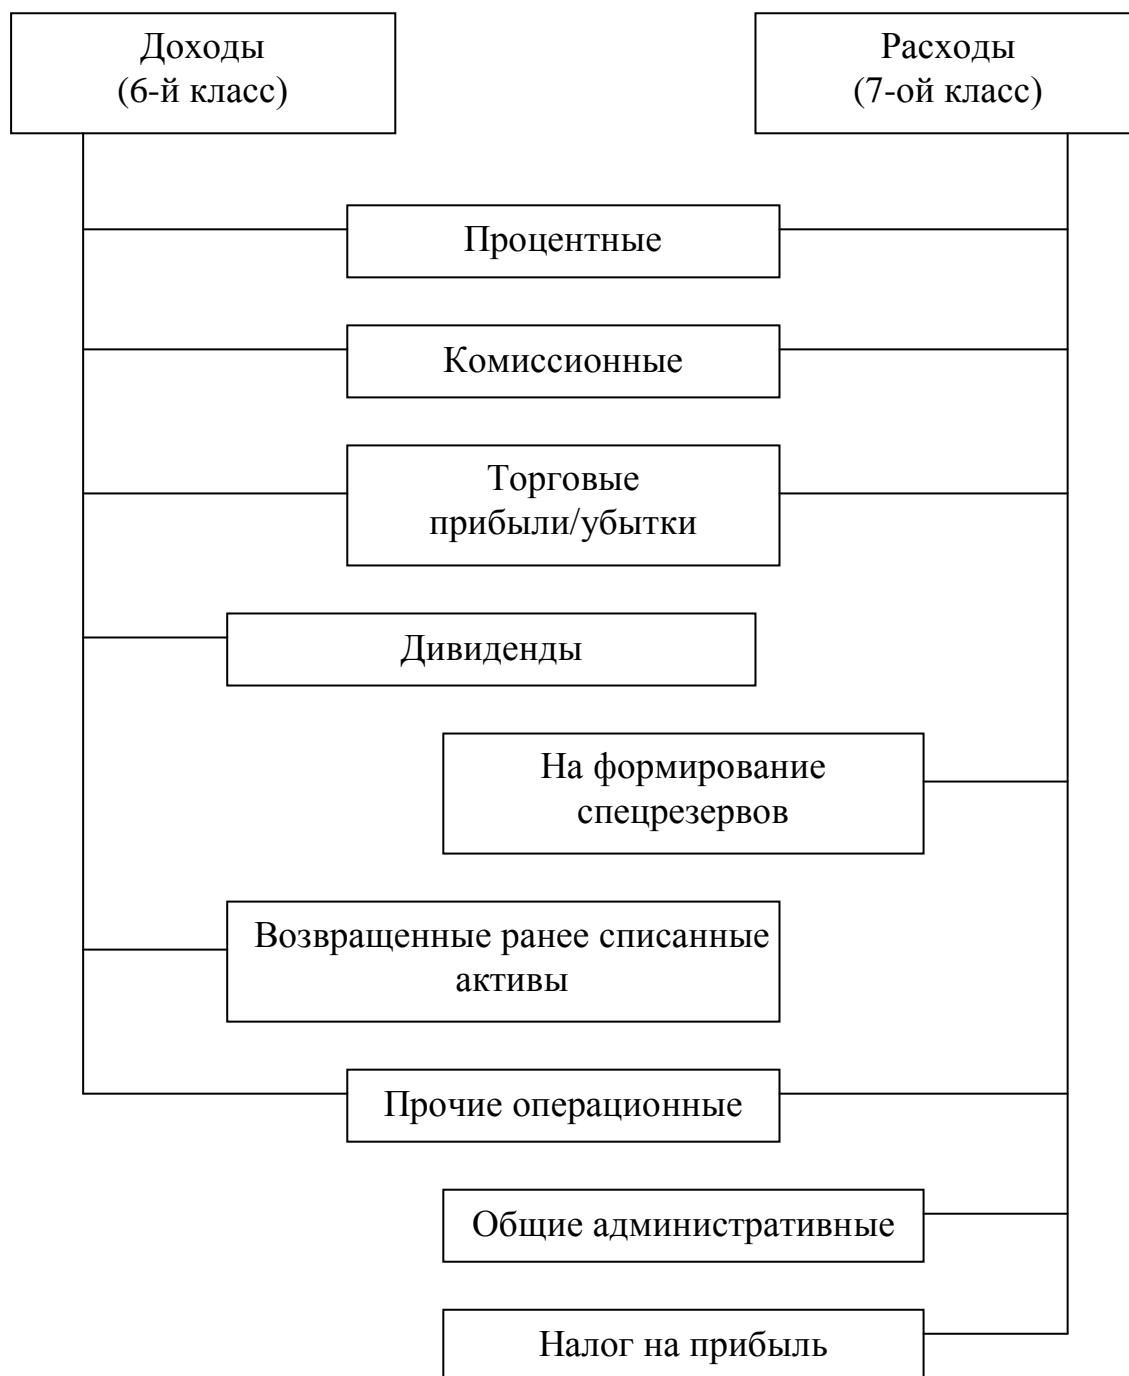 Доходы
(6-й класс)
Расходы
(7-ой класс)
Процентные
Комиссионные
Торговые
прибыли/убытки
Дивиденды
На формирование
спецрезервов
Возвращенные ранее списанные
активы
Прочие операционные
Общие административные
Налог на прибыль